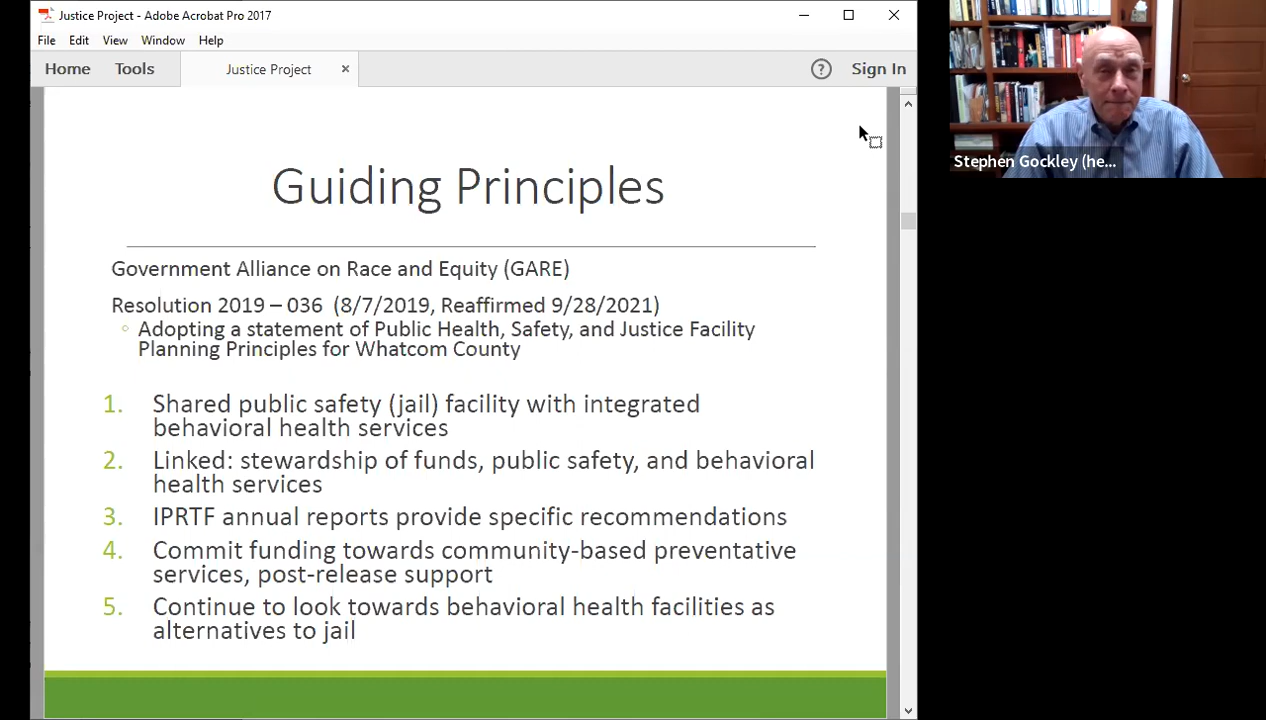 Justice Project - Adobe Acrobat Pro 2017
File Edit View Window Help
Home Tools Justice Project × ? Sign In
Guiding Principles
Government Alliance on Race and Equity (GARE)
Resolution 2019 – 036 (8/7/2019, Reaffirmed 9/28/2021)
Adopting a statement of Public Health, Safety, and Justice Facility
Planning Principles for Whatcom County
1. Shared public safety (jail) facility with integrated
behavioral health services
2. Linked: stewardship of funds, public safety, and behavioral
health services
3. IPRTF annual reports provide specific recommendations
4. Commit funding towards community-based preventative
services, post-release support
5. Continue to look towards behavioral health facilities as
alternatives to jail
Stephen Gockley (he...